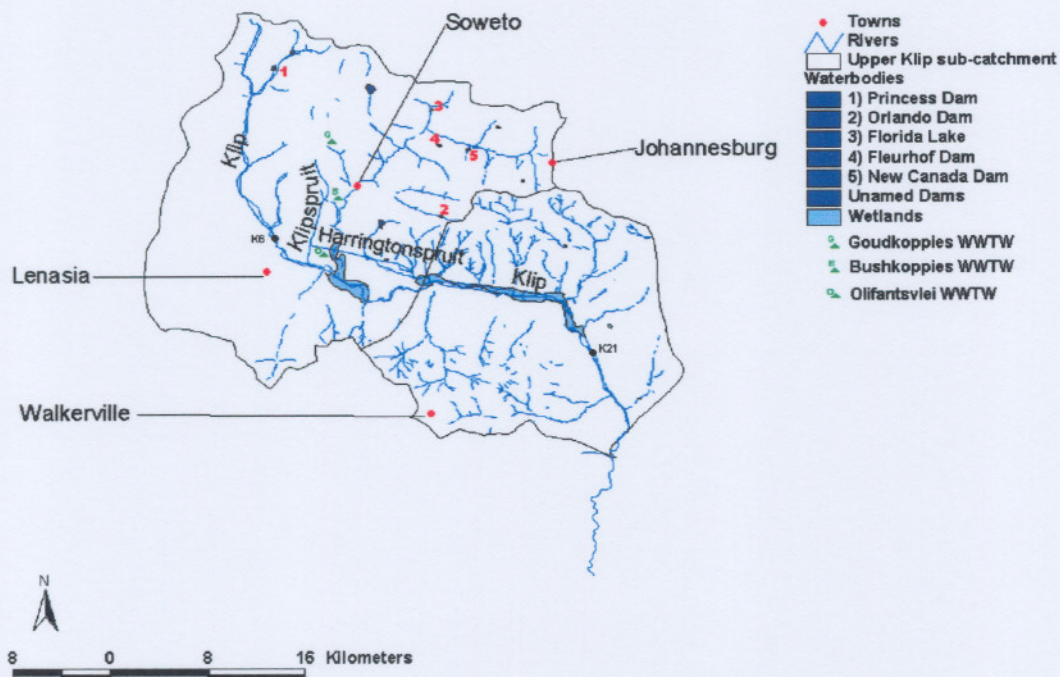 Soweto
Johannesburg
Lenasia
Walkerville
Klip
Klipspruit
Harringtonspruit
Klip
K6
K21
1
2
3
4
5
Towns
Rivers
Upper Klip sub-catchment
Waterbodies
1) Princess Dam
2) Orlando Dam
3) Florida Lake
4) Fleurhof Dam
5) New Canada Dam
Unamed Dams
Wetlands
G Goudkoppies WWTW
B Bushkoppies WWTW
O Olifantsvlei WWTW
G
B
O
N
8 0 8 16 Kilometers